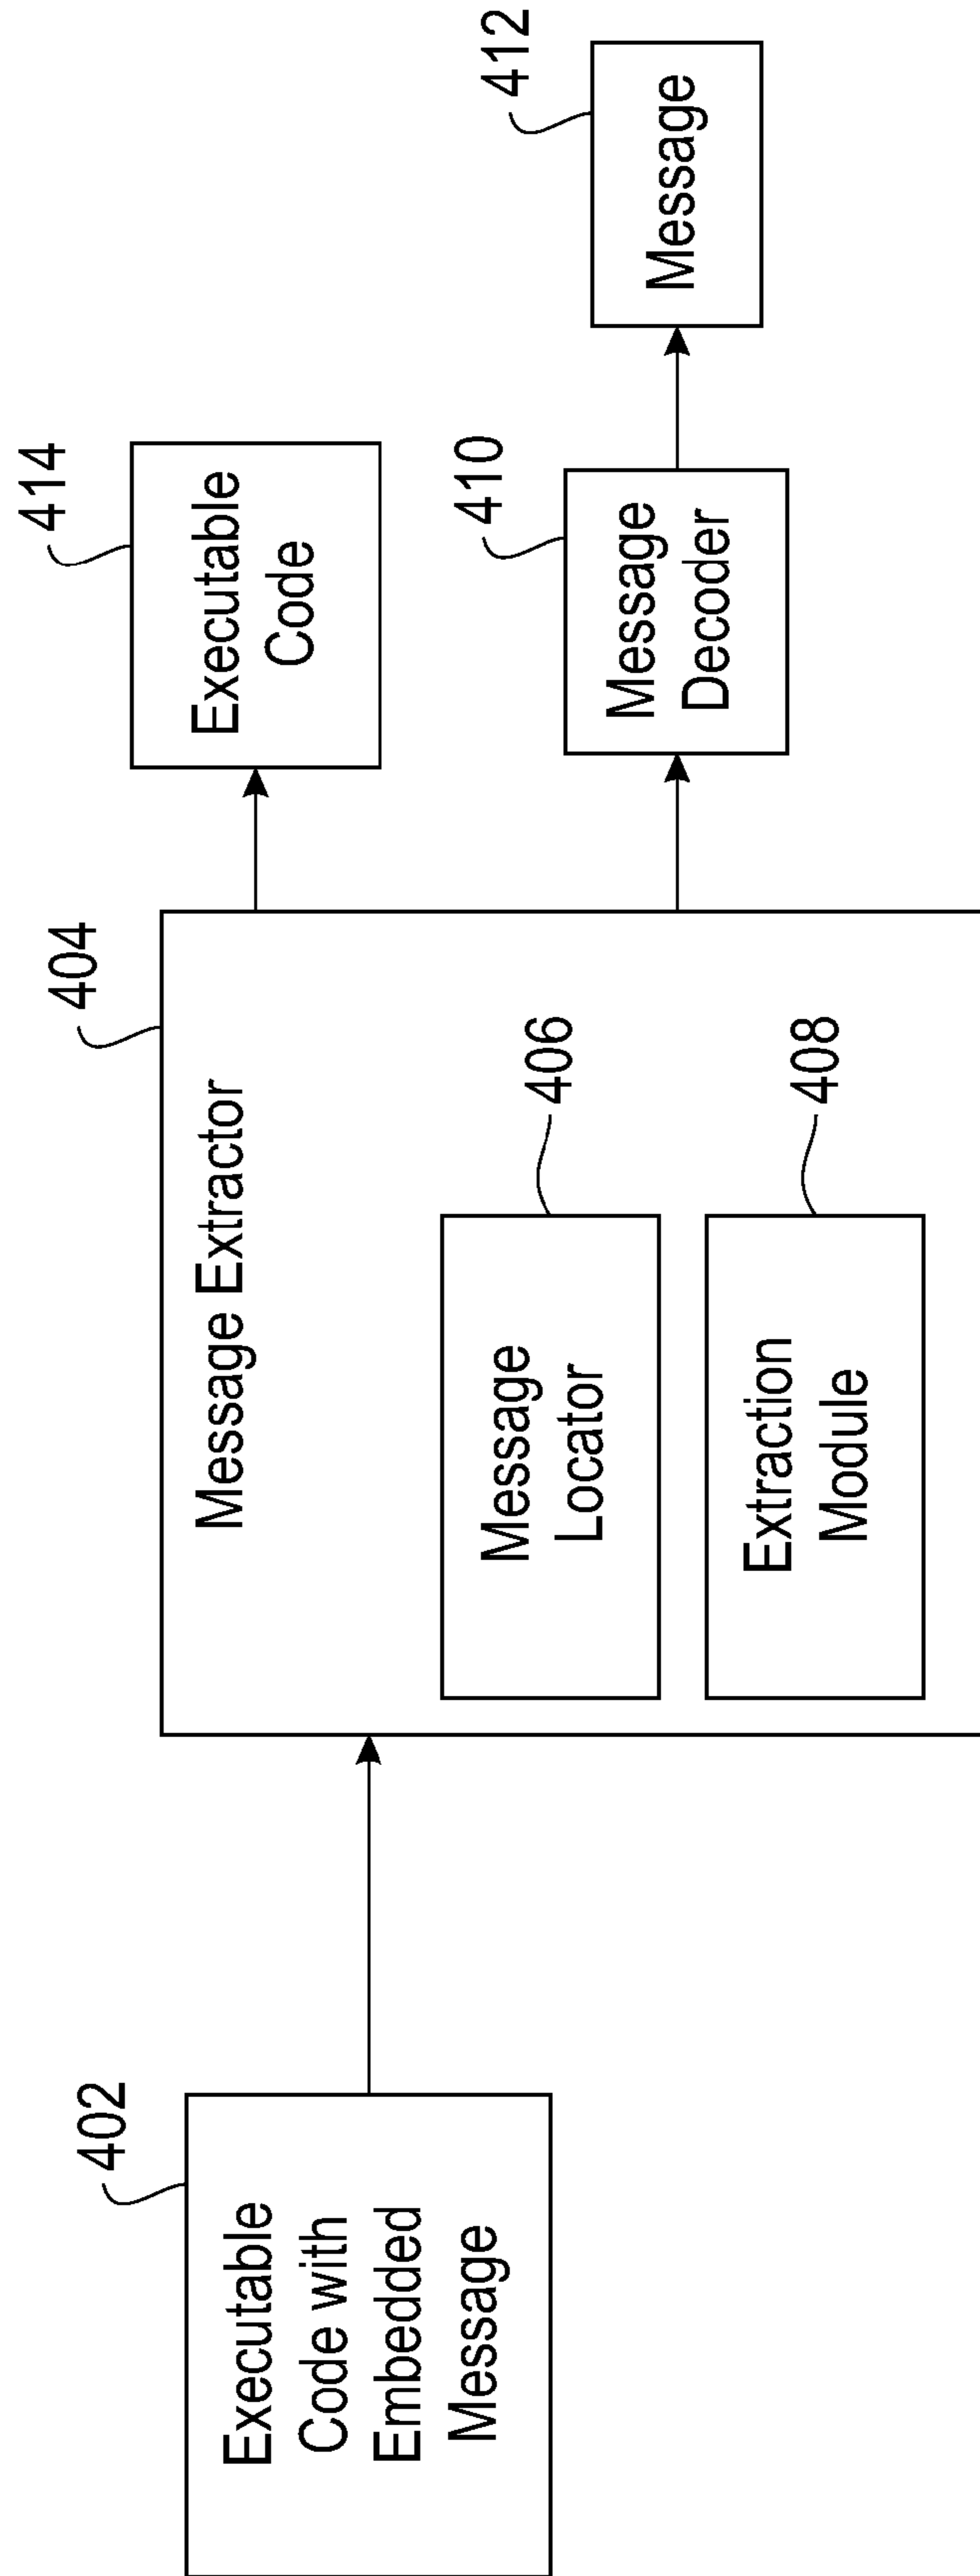 402
Executable
Code with
Embedded
Message
404
Message Extractor
406
Message
Locator
408
Extraction
Module
414
Executable
Code
410
Message
Decoder
412
Message